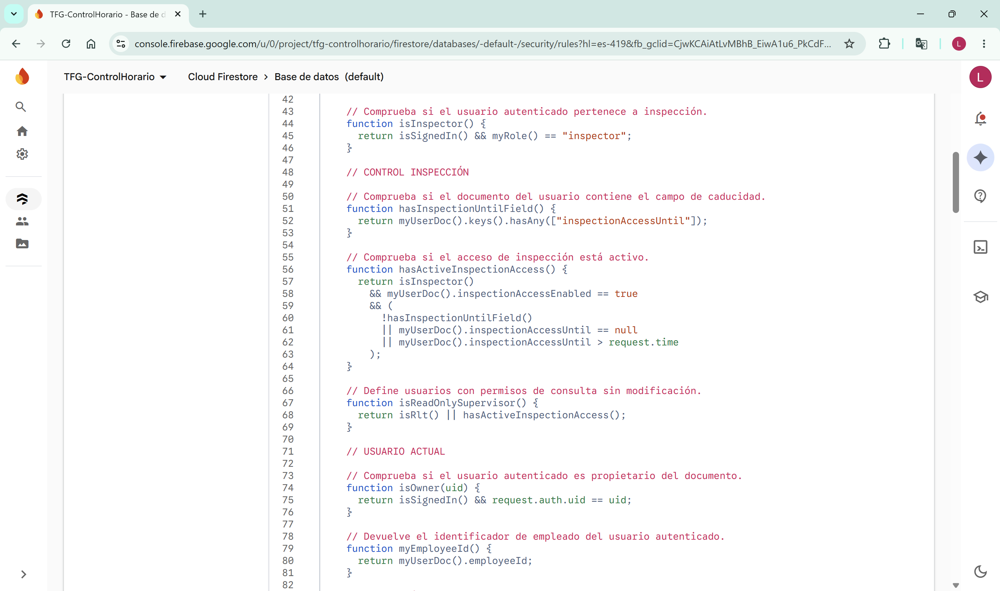 TFG-ControlHorario - Base de d
console.firebase.google.com/u/0/project/tfg-controlhorario/firestore/databases/-default-/security/rules?hl=es-419&fb_gclid=CjwKCAiAtLvMBhB_EiwA1u6_PkCdF...
L
TFG-ControlHorario
Cloud Firestore > Base de datos (default)
L
42
43 // Comprueba si el usuario autenticado pertenece a inspección.
44 function isInspector() {
45 return isSignedIn() && myRole() == "inspector";
46 }
47
48 // CONTROL INSPECCIÓN
49
50 // Comprueba si el documento del usuario contiene el campo de caducidad.
51 function hasInspectionUntilField() {
52 return myUserDoc().keys().hasAny(["inspectionAccessUntil"]);
53 }
54
55 // Comprueba si el acceso de inspección está activo.
56 function hasActiveInspectionAccess() {
57 return isInspector()
58 && myUserDoc().inspectionAccessEnabled == true
59 && (
60 !hasInspectionUntilField()
61 || myUserDoc().inspectionAccessUntil == null
62 || myUserDoc().inspectionAccessUntil > request.time
63 );
64 }
65
66 // Define usuarios con permisos de consulta sin modificación.
67 function isReadOnlySupervisor() {
68 return isRlt() || hasActiveInspectionAccess();
69 }
70
71 // USUARIO ACTUAL
72
73 // Comprueba si el usuario autenticado es propietario del documento.
74 function isOwner(uid) {
75 return isSignedIn() && request.auth.uid == uid;
76 }
77
78 // Devuelve el identificador de empleado del usuario autenticado.
79 function myEmployeeId() {
80 return myUserDoc().employeeId;
81 }
82